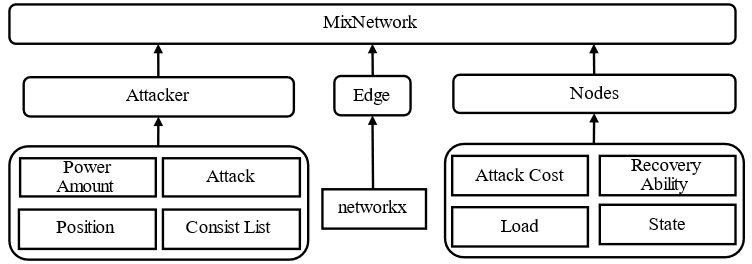 MixNetwork
Attacker
Edge
Nodes
Power
Amount
Attack
Position
Consist List
networkx
Attack Cost
Recovery
Ability
Load
State